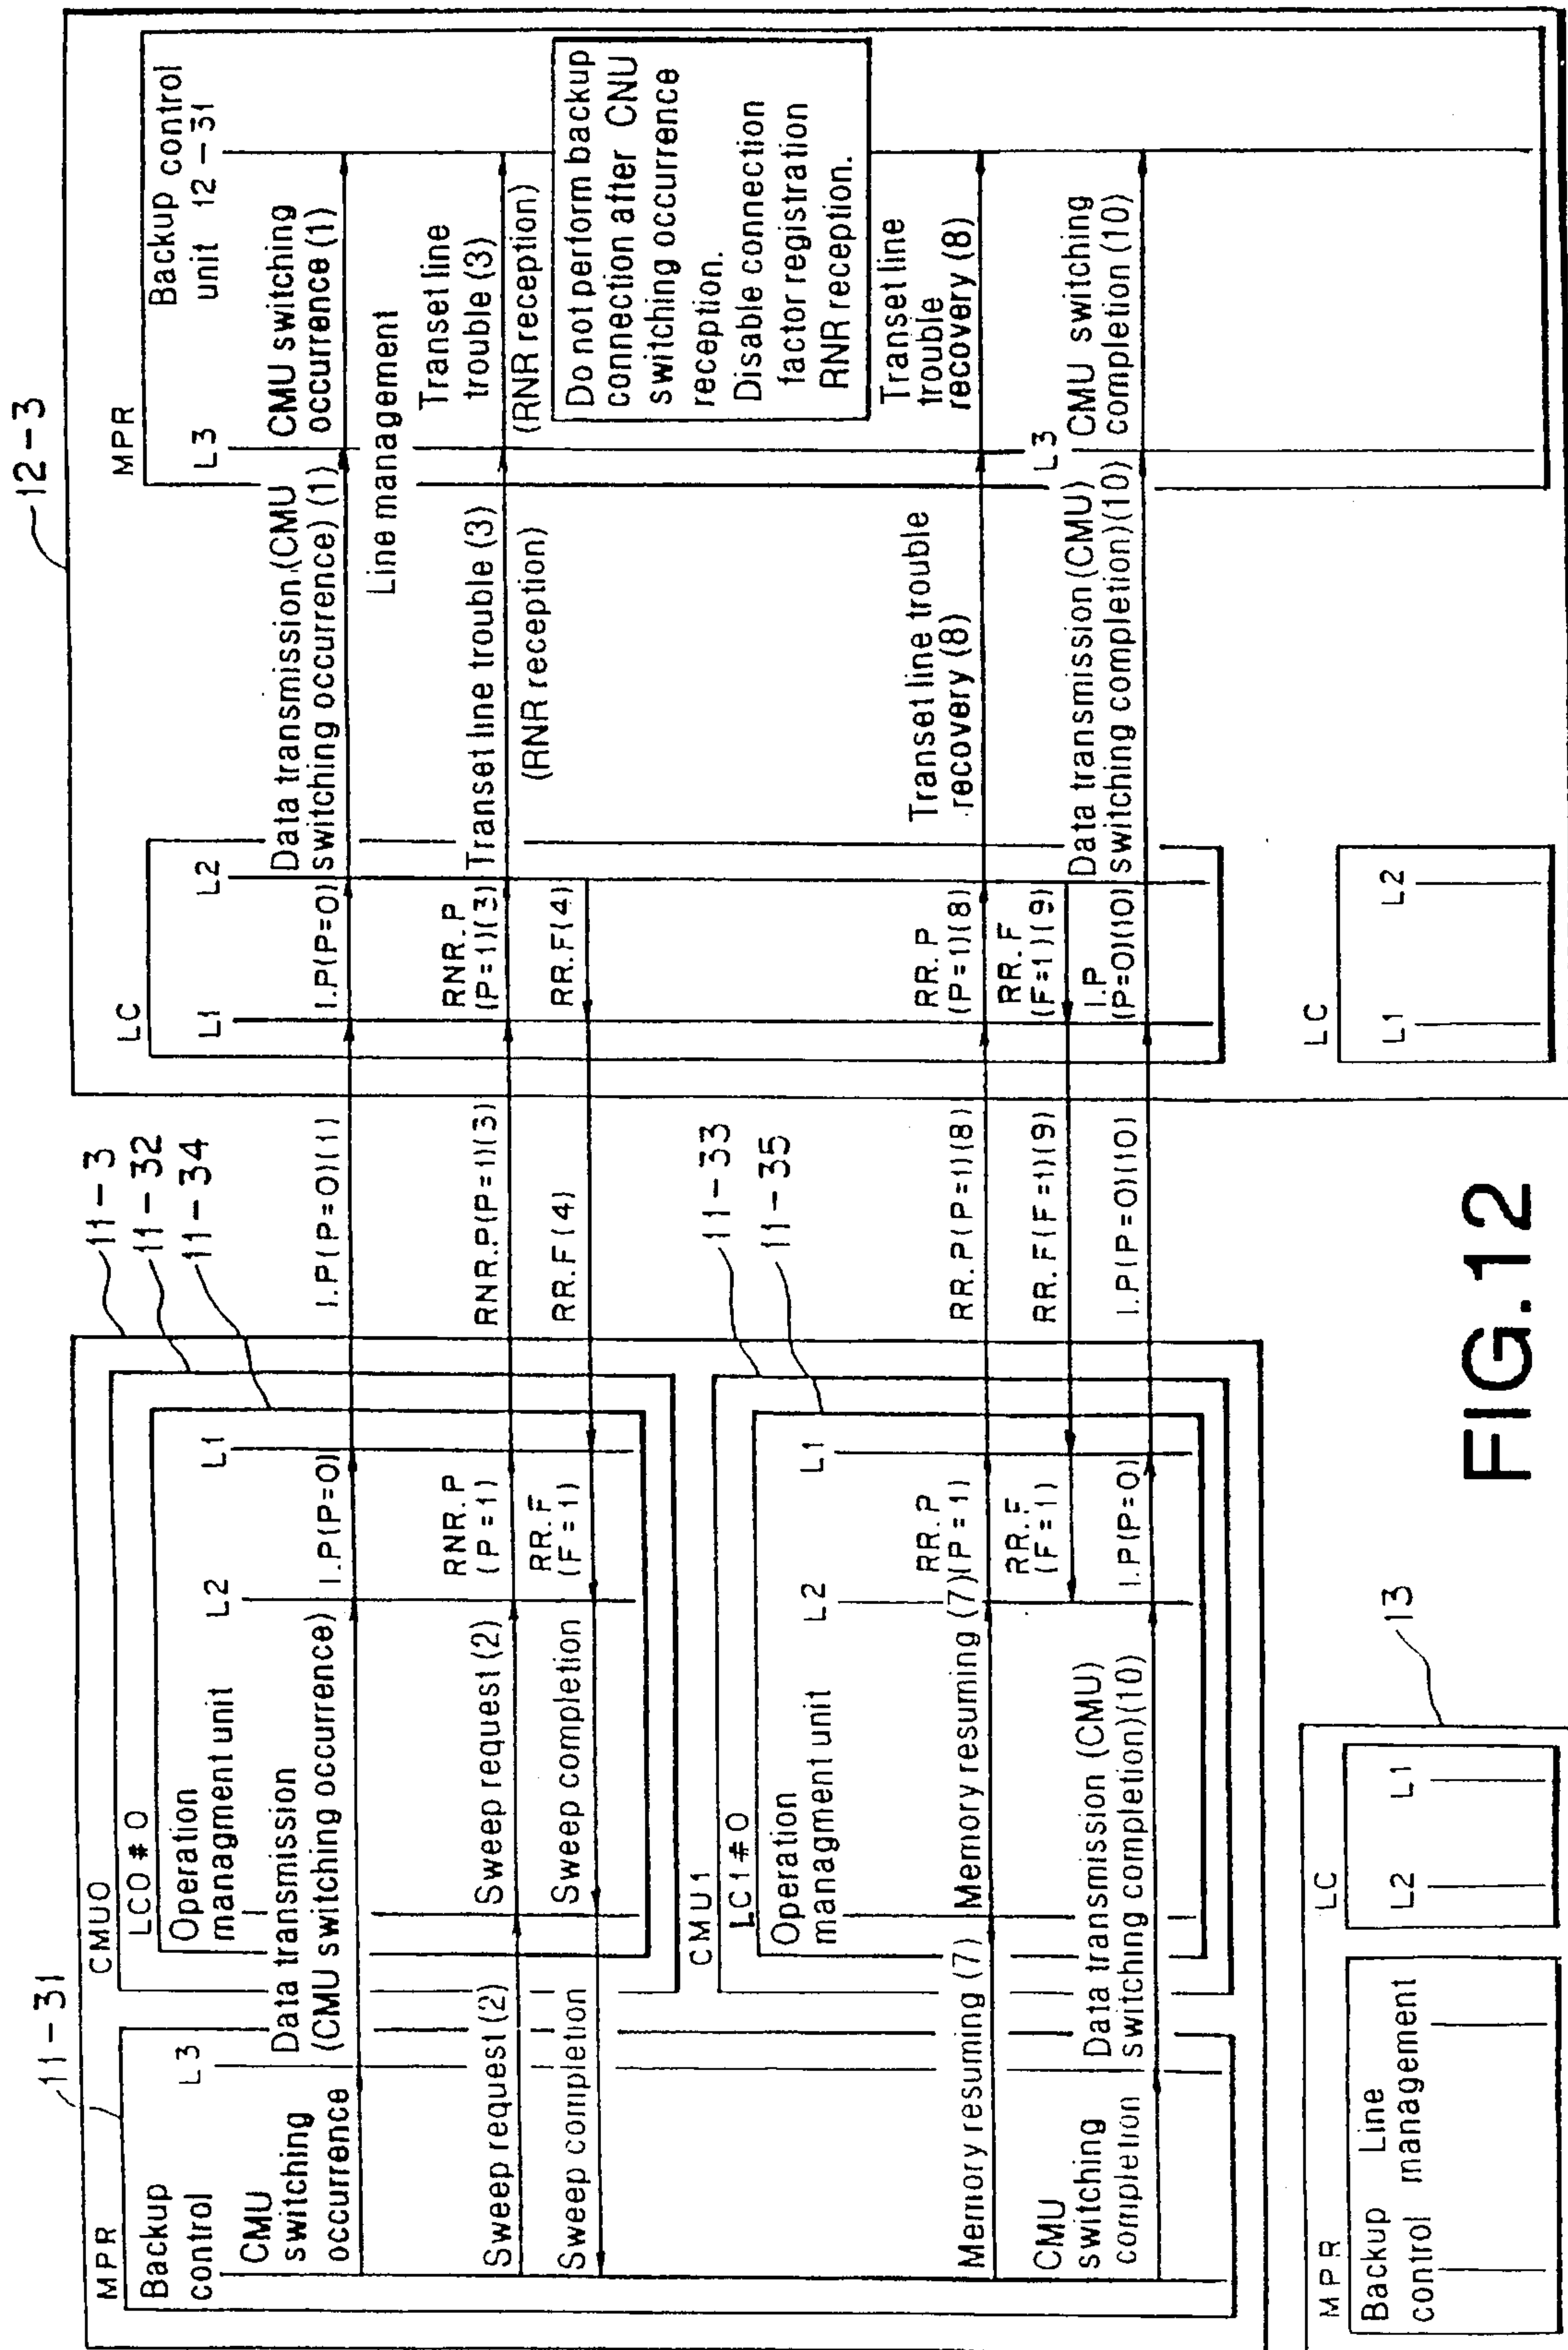 12-3
MPR
Backup control
unit 12-31
L3
CMU switching
occurrence (1)
Line management
Transet line
trouble (3)
(RNR reception)
Do not perform backup
connection after CNU
switching occurrence
reception.
Disable connection
factor registration
RNR reception.
Transet line
trouble
recovery (8)
L3
CMU switching
completion (10)
Data transmission (CMU
switching occurrence) (1)
Transet line trouble (3)
(RNR reception)
Transet line trouble
recovery (8)
Data transmission (CMU)
switching completion)(10)
LC
L1
L2
I.P(P=0)
RNR.P
(P=1)(3)
RR.F(4)
RR.P
(P=1)(8)
RR.F
(F=1)(9)
I.P
(P=0)(10)
LC
L1
L2
11-3
11-32
11-34
I.P(P=0)(1)
RNR.P(P=1)(3)
RR.F(4)
11-33
11-35
RR.P(P=1)(8)
RR.F(F=1)(9)
I.P(P=0)(10)
11-31
CMU0
LC0#0
Operation
managment unit
L2
L1
Data transmission
(CMU switching occurrence)
I.P(P=0)
Sweep request (2)
RNR.P
(P=1)
Sweep completion
RR.F
(F=1)
CMU1
LC1#0
Operation
managment unit
L2
L1
Memory resuming (7)
RR.P
(P=1)
RR.F
(F=1)
Data transmission (CMU)
switching completion)(10)
I.P(P=0)
MPR
Backup
control
L3
CMU
switching
occurrence
Sweep request (2)
Sweep completion
Memory resuming (7)
CMU
switching
completion
13
MPR
Backup
control
Line
management
LC
L2
L1
FIG.12